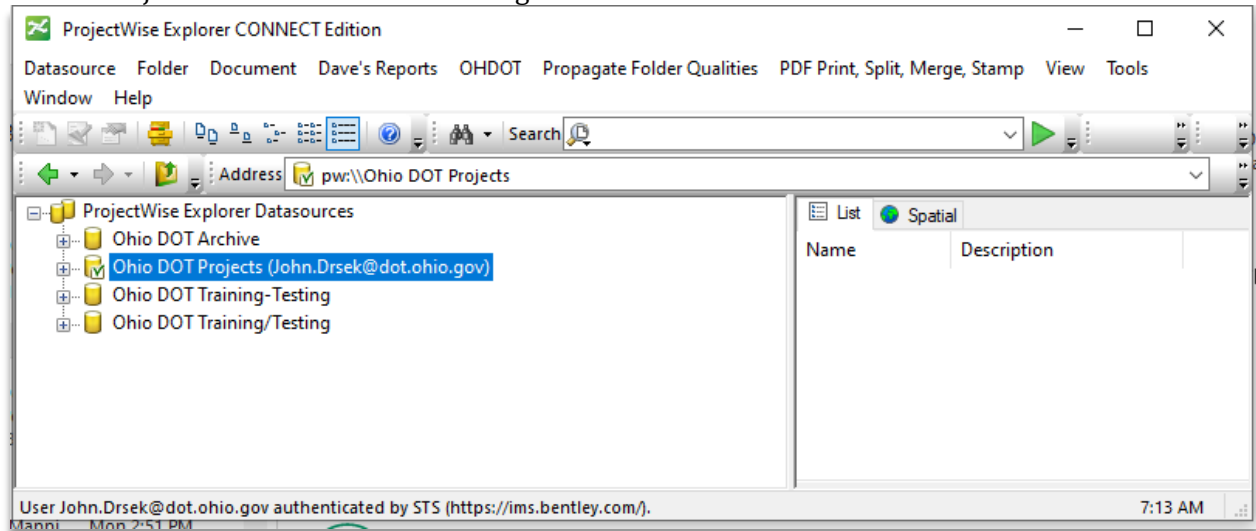 ProjectWise Explorer CONNECT Edition
Datasource Folder Document Dave's Reports OHDOT Propagate Folder Qualities PDF Print, Split, Merge, Stamp View Tools
Window Help
Search
Address pw:\\Ohio DOT Projects
ProjectWise Explorer Datasources
Ohio DOT Archive
Ohio DOT Projects (John.Drsek@dot.ohio.gov)
Ohio DOT Training-Testing
Ohio DOT Training/Testing
List Spatial
Name Description
User John.Drsek@dot.ohio.gov authenticated by STS (https://ims.bentley.com/). 7:13 AM
Manni Mon 2:51 PM